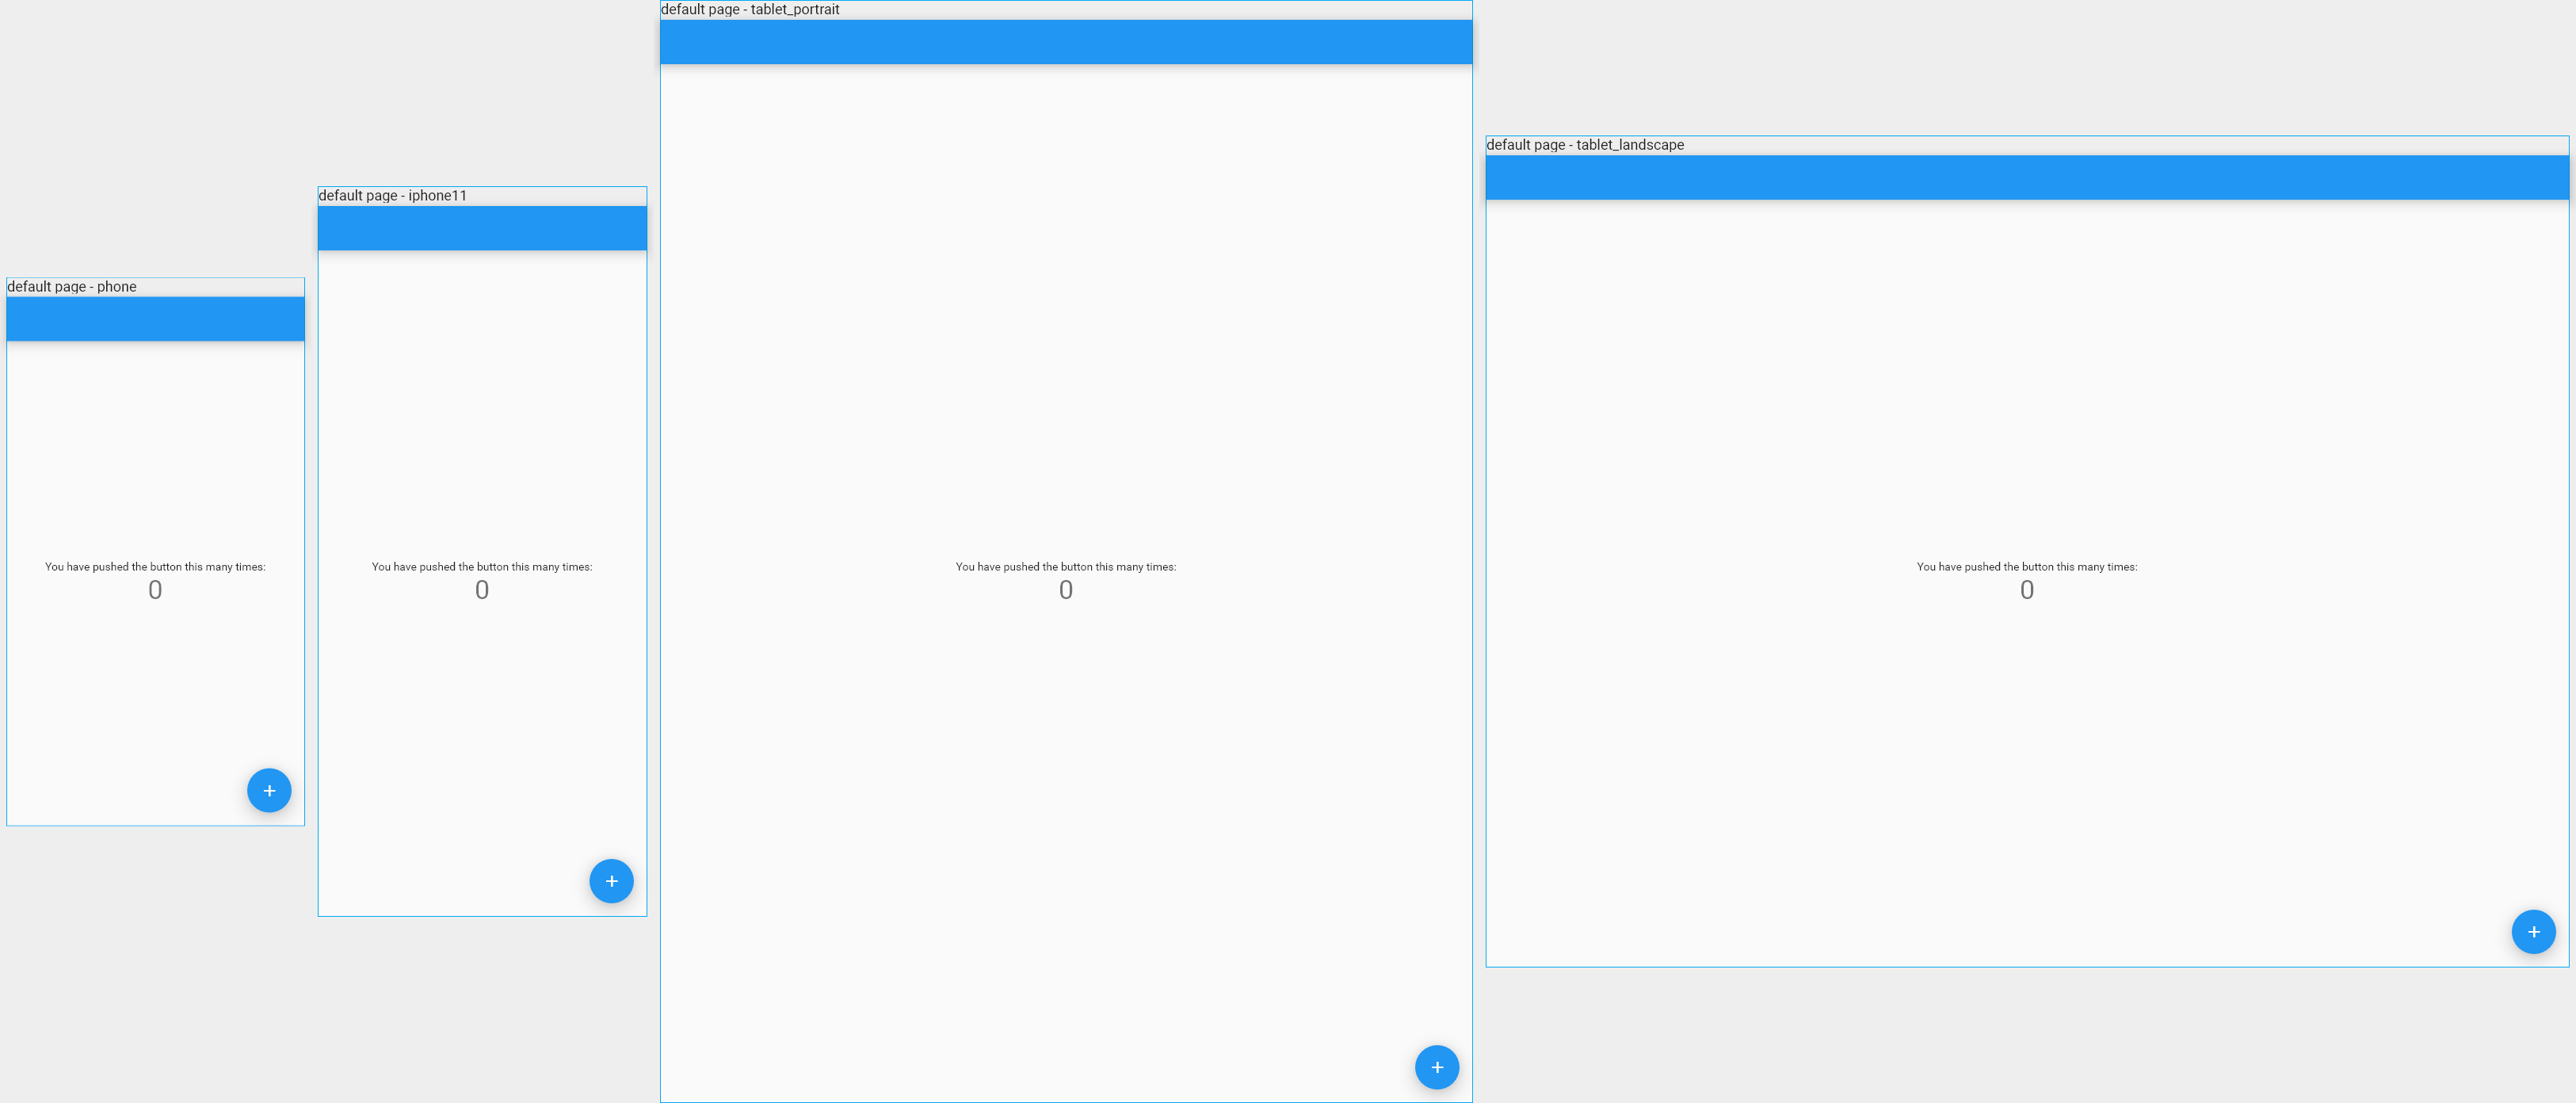 default page - phone
You have pushed the button this many times:
0
+
default page - iphone11
You have pushed the button this many times:
0
+
default page - tablet_portrait
You have pushed the button this many times:
0
+
default page - tablet_landscape
You have pushed the button this many times:
0
+